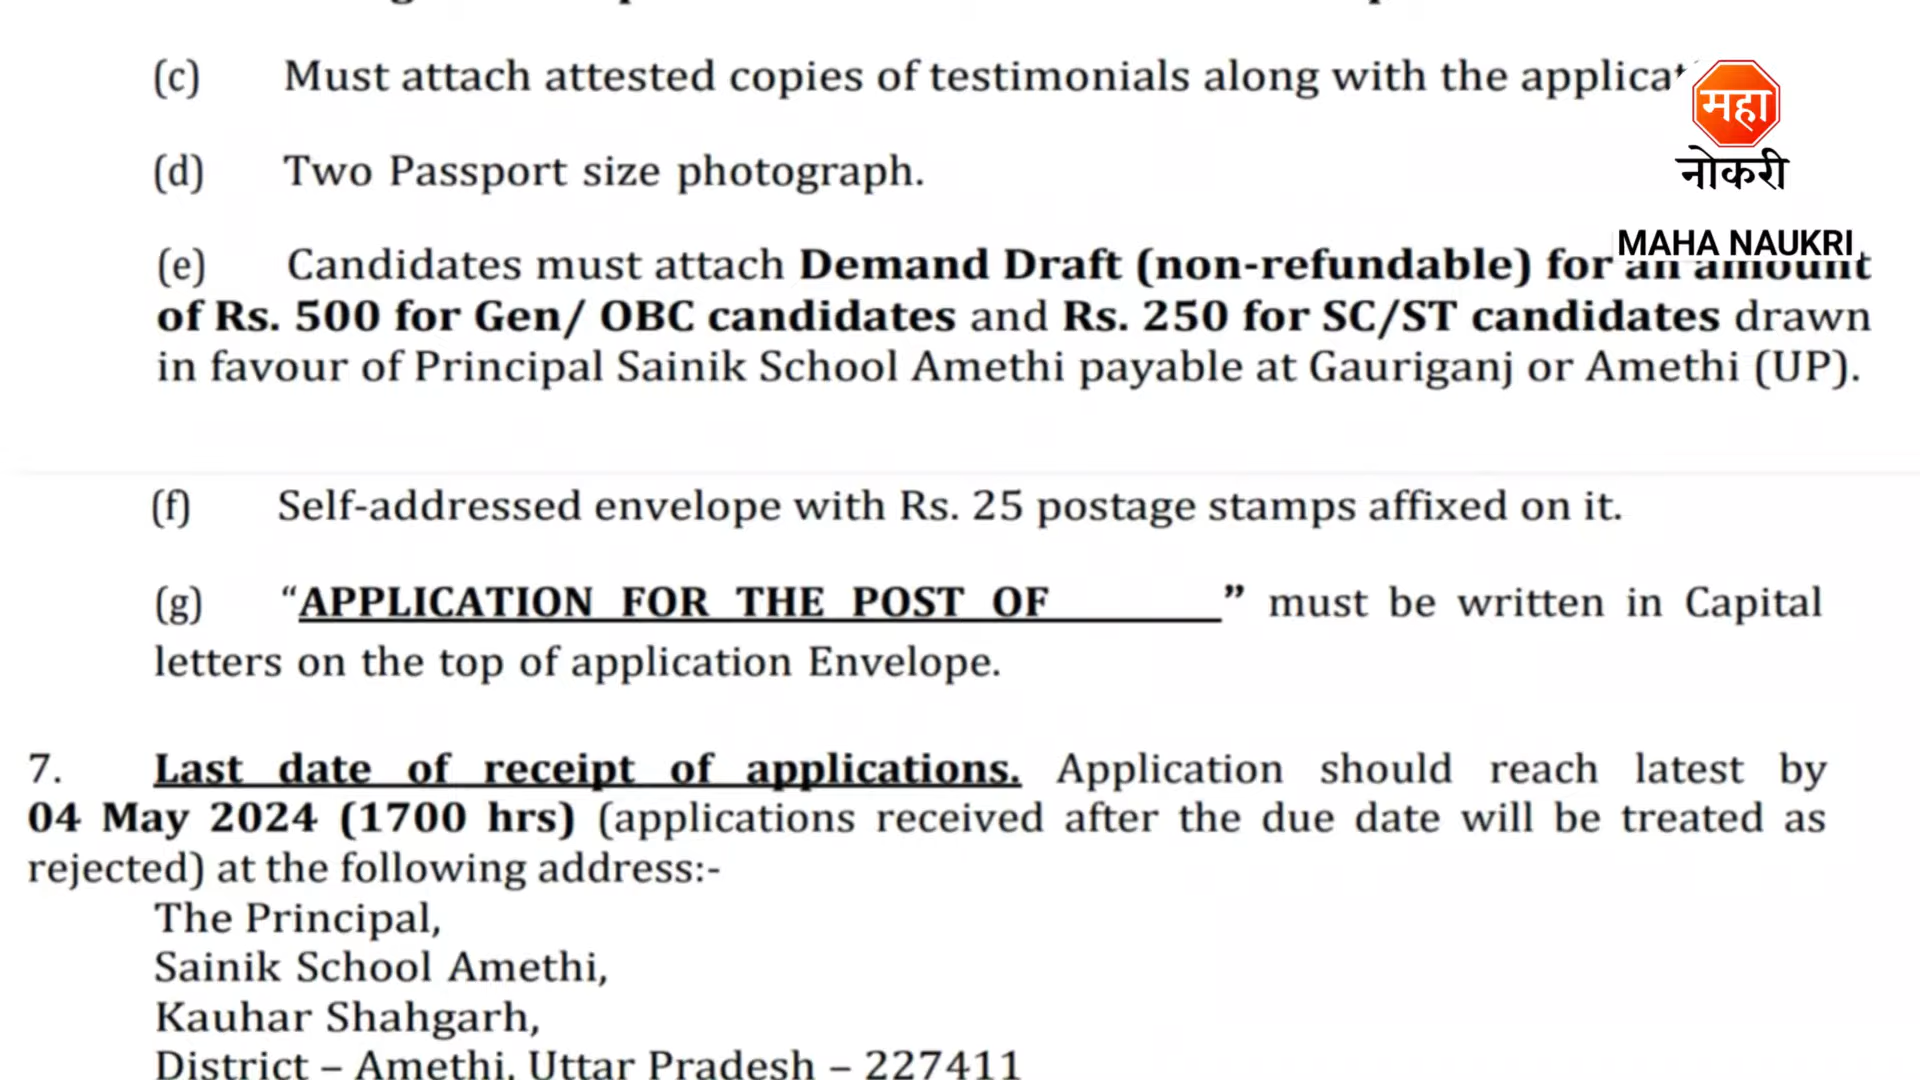 (c) Must attach attested copies of testimonials along with the
महा
नोकरी
(d) Two Passport size photograph.
MAHA NAUKRI
(e) Candidates must attach Demand Draft (non-refundable) for an amount
of Rs. 500 for Gen/ OBC candidates and Rs. 250 for SC/ST candidates drawn
in favour of Principal Sainik School Amethi payable at Gauriganj or Amethi (UP).
(f) Self-addressed envelope with Rs. 25 postage stamps affixed on it.
(g) “APPLICATION FOR THE POST OF ______” must be written in Capital
letters on the top of application Envelope.
7. Last date of receipt of applications. Application should reach latest by
04 May 2024 (1700 hrs) (applications received after the due date will be treated as
rejected) at the following address:-
The Principal,
Sainik School Amethi,
Kauhar Shahgarh,
District – Amethi, Uttar Pradesh – 227411